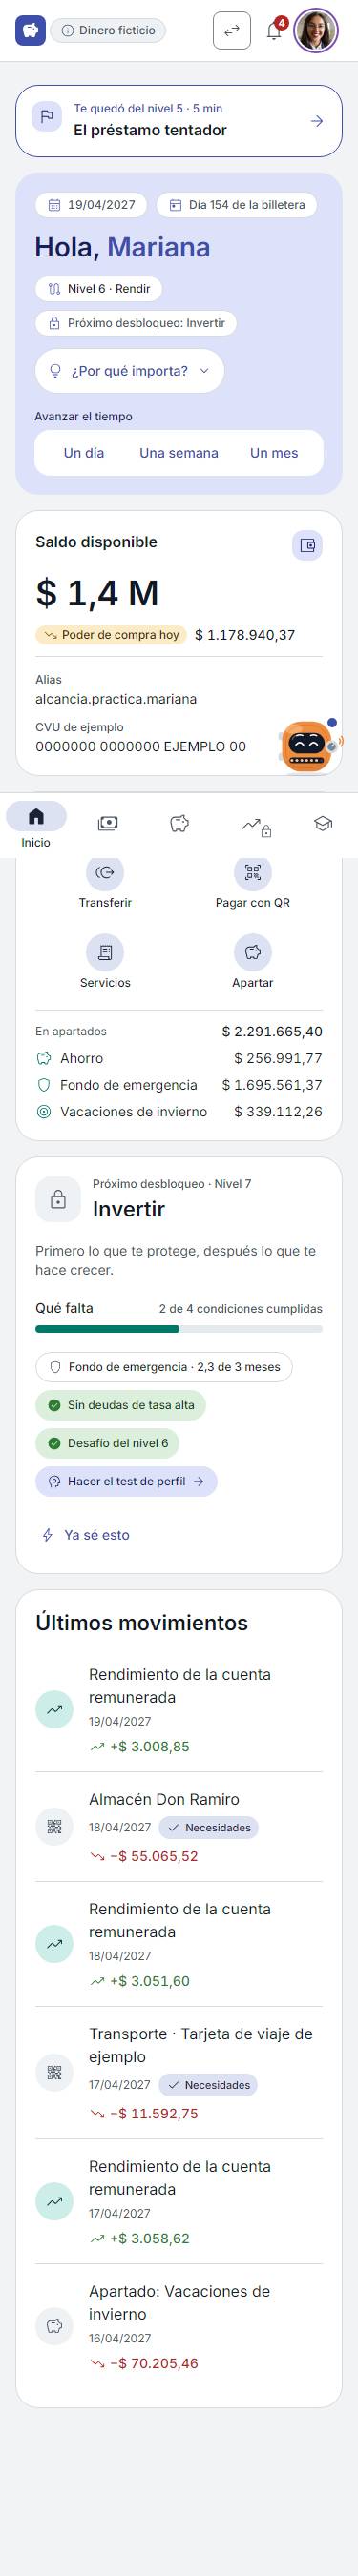 Dinero ficticio
4
Te quedó del nivel 5 · 5 min
El préstamo tentador
19/04/2027
Día 154 de la billetera
Hola, Mariana
Nivel 6 · Rendir
Próximo desbloqueo: Invertir
¿Por qué importa?
Avanzar el tiempo
Un día
Una semana
Un mes
Saldo disponible
$ 1,4 M
Poder de compra hoy $ 1.178.940,37
Alias
alcancia.practica.mariana
CVU de ejemplo
0000000 0000000 EJEMPLO 00
Inicio
Transferir
Pagar con QR
Servicios
Apartar
En apartados $ 2.291.665,40
Ahorro $ 256.991,77
Fondo de emergencia $ 1.695.561,37
Vacaciones de invierno $ 339.112,26
Próximo desbloqueo · Nivel 7
Invertir
Primero lo que te protege, después lo que te
hace crecer.
Qué falta 2 de 4 condiciones cumplidas
Fondo de emergencia · 2,3 de 3 meses
Sin deudas de tasa alta
Desafío del nivel 6
Hacer el test de perfil
Ya sé esto
Últimos movimientos
Rendimiento de la cuenta
remunerada
19/04/2027
+$ 3.008,85
Almacén Don Ramiro
18/04/2027 Necesidades
−$ 55.065,52
Rendimiento de la cuenta
remunerada
18/04/2027
+$ 3.051,60
Transporte · Tarjeta de viaje de
ejemplo
17/04/2027 Necesidades
−$ 11.592,75
Rendimiento de la cuenta
remunerada
17/04/2027
+$ 3.058,62
Apartado: Vacaciones de
invierno
16/04/2027
−$ 70.205,46